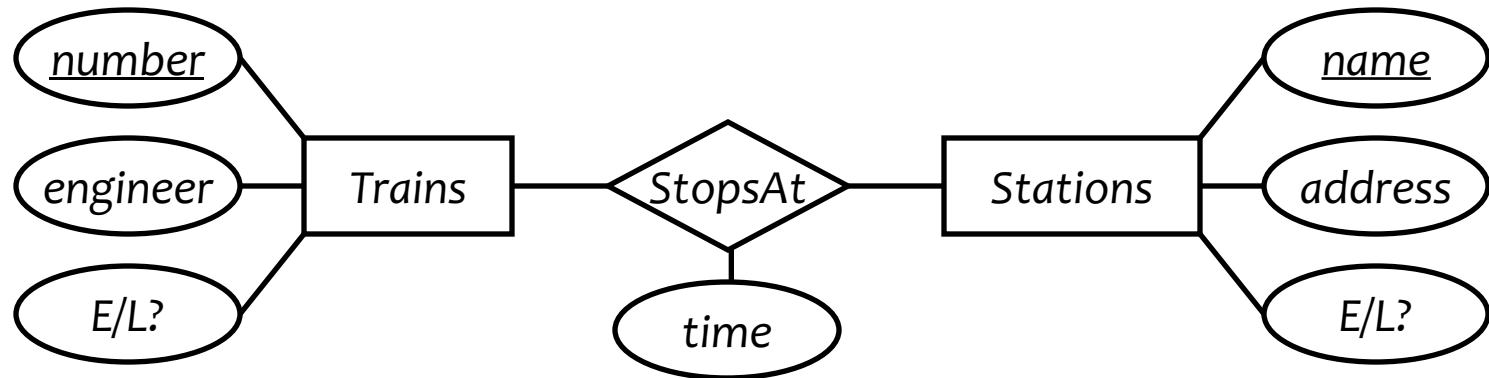 number
name
engineer
Trains
StopsAt
Stations
address
E/L?
time
E/L?